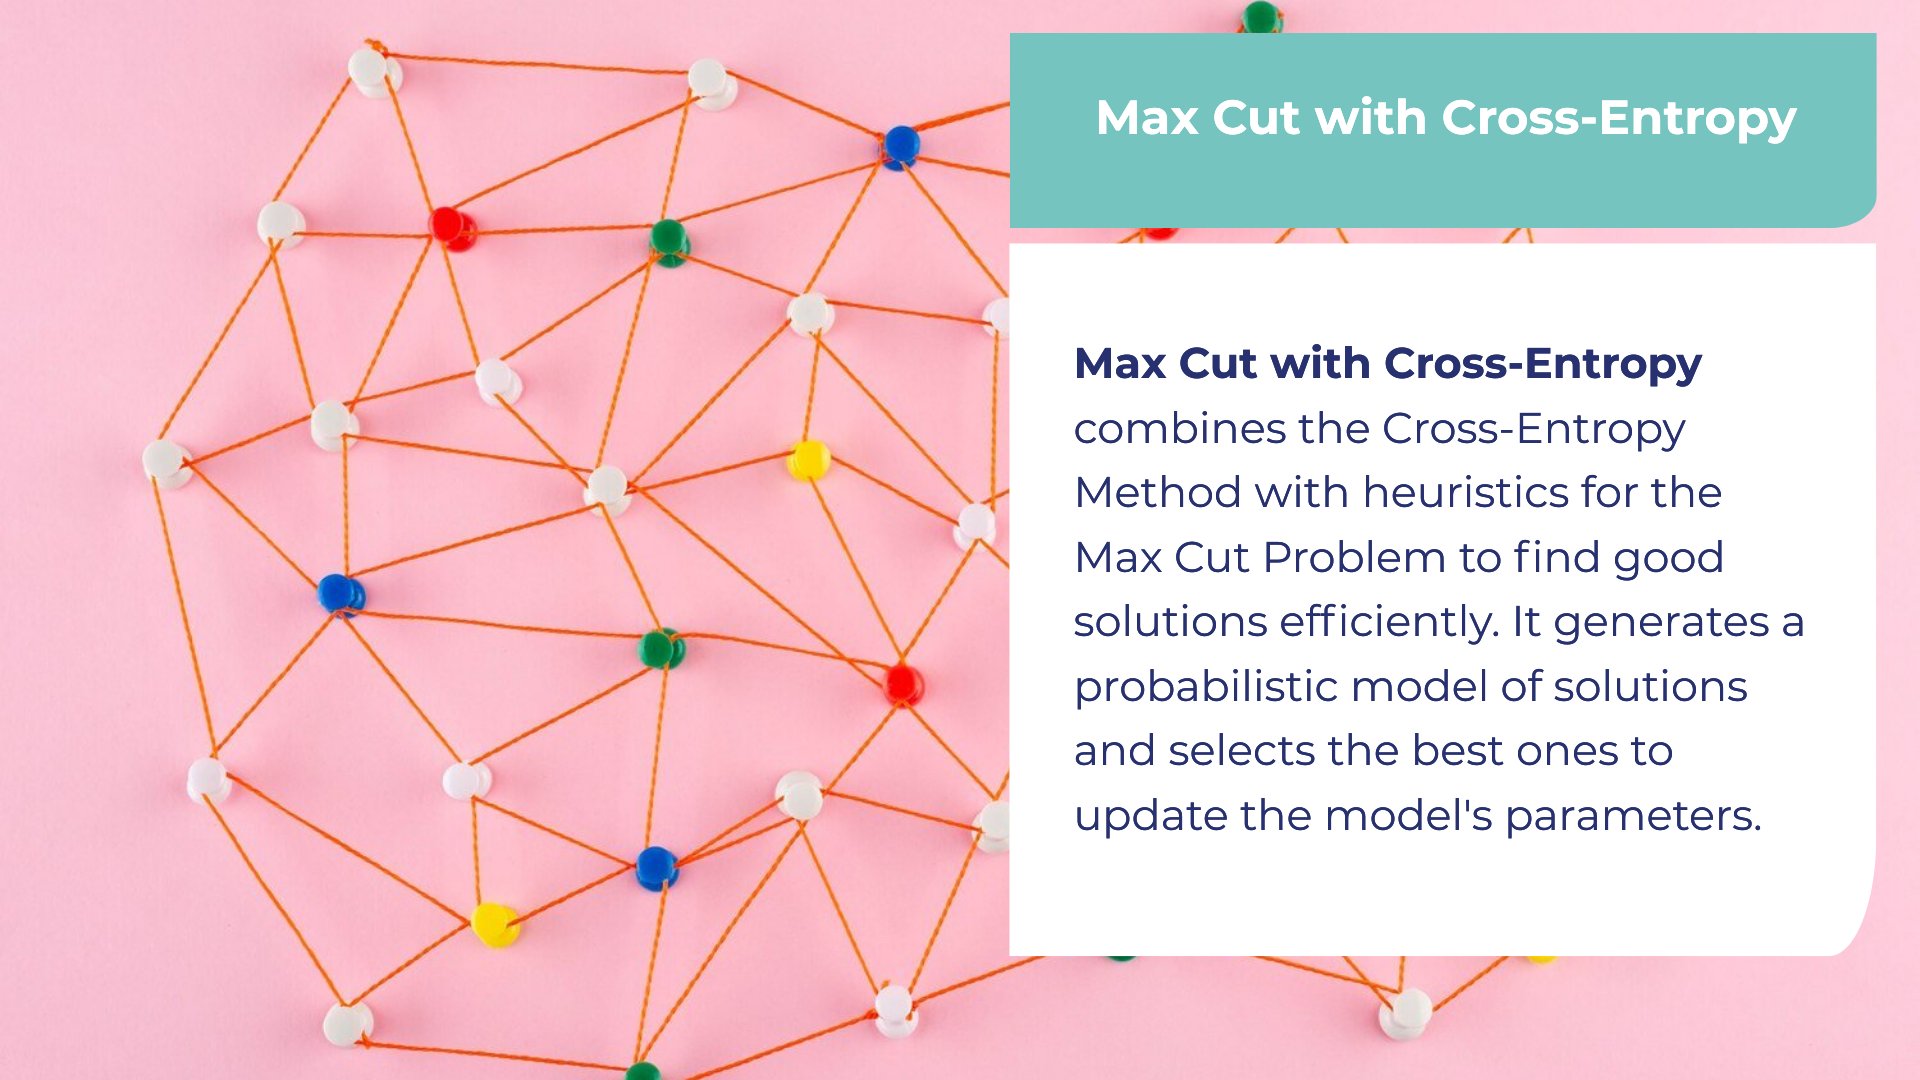 Max Cut with Cross-Entropy
Max Cut with Cross-Entropy
combines the Cross-Entropy
Method with heuristics for the
Max Cut Problem to find good
solutions efficiently. It generates a
probabilistic model of solutions
and selects the best ones to
update the model's parameters.